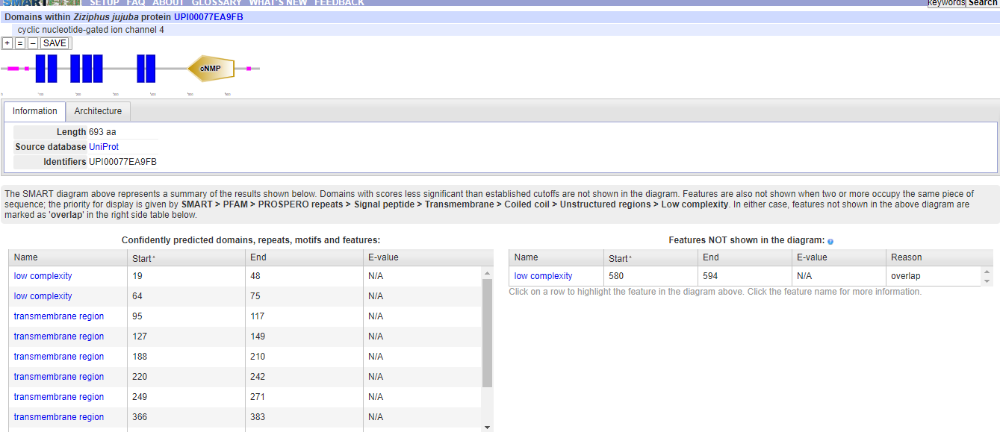 SMART SETUP FAQ ABOUT GLOSSARY WHAT'S NEW FEEDBACK keywords Search
Domains within Ziziphus jujuba protein UPI00077EA9FB
cyclic nucleotide-gated ion channel 4
+ = – SAVE
cNMP
Information Architecture
Length 693 aa
Source database UniProt
Identifiers UPI00077EA9FB
The SMART diagram above represents a summary of the results shown below. Domains with scores less significant than established cutoffs are not shown in the diagram. Features are also not shown when two or more occupy the same piece of
sequence; the priority for display is given by SMART > PFAM > PROSPERO repeats > Signal peptide > Transmembrane > Coiled coil > Unstructured regions > Low complexity. In either case, features not shown in the above diagram are
marked as 'overlap' in the right side table below.
Confidently predicted domains, repeats, motifs and features:
Name Start* End E-value
low complexity 19 48 N/A
low complexity 64 75 N/A
transmembrane region 95 117 N/A
transmembrane region 127 149 N/A
transmembrane region 188 210 N/A
transmembrane region 220 242 N/A
transmembrane region 249 271 N/A
transmembrane region 366 383 N/A
Features NOT shown in the diagram: ?
Name Start* End E-value Reason
low complexity 580 594 N/A overlap
Click on a row to highlight the feature in the diagram above. Click the feature name for more information.